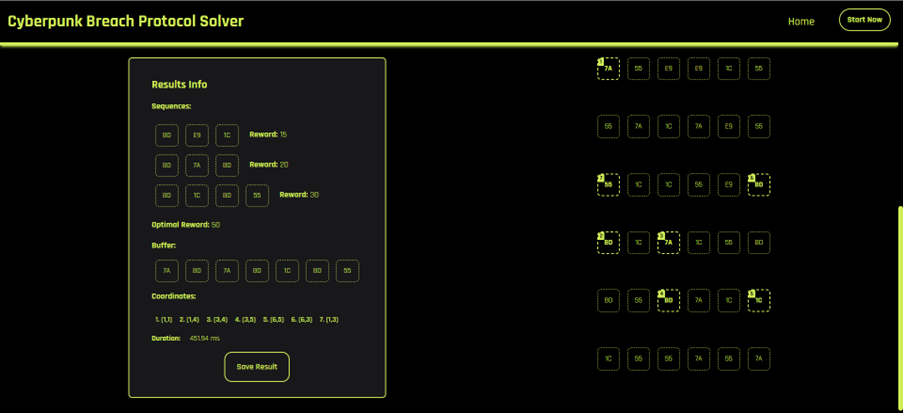 Cyberpunk Breach Protocol Solver
Home
Start Now
Results Info
Sequences:
BD E9 1C Reward: 15
BD 7A BD Reward: 20
BD 1C BD 55 Reward: 30
Optimal Reward: 50
Buffer:
7A BD 7A BD 1C BD 55
Coordinates:
1. (1,1) 2. (1,4) 3. (3,4) 4. (3,5) 5. (6,5) 6. (6,3) 7. (1,3)
Duration: 451.94 ms
Save Result
1 7A 55 E9 E9 1C 55
55 7A 1C 7A E9 55
7 55 1C 1C 55 E9 6 BD
2 BD 1C 3 7A 1C 55 BD
BD 55 4 BD 7A 1C 5 1C
1C 55 55 7A 55 7A